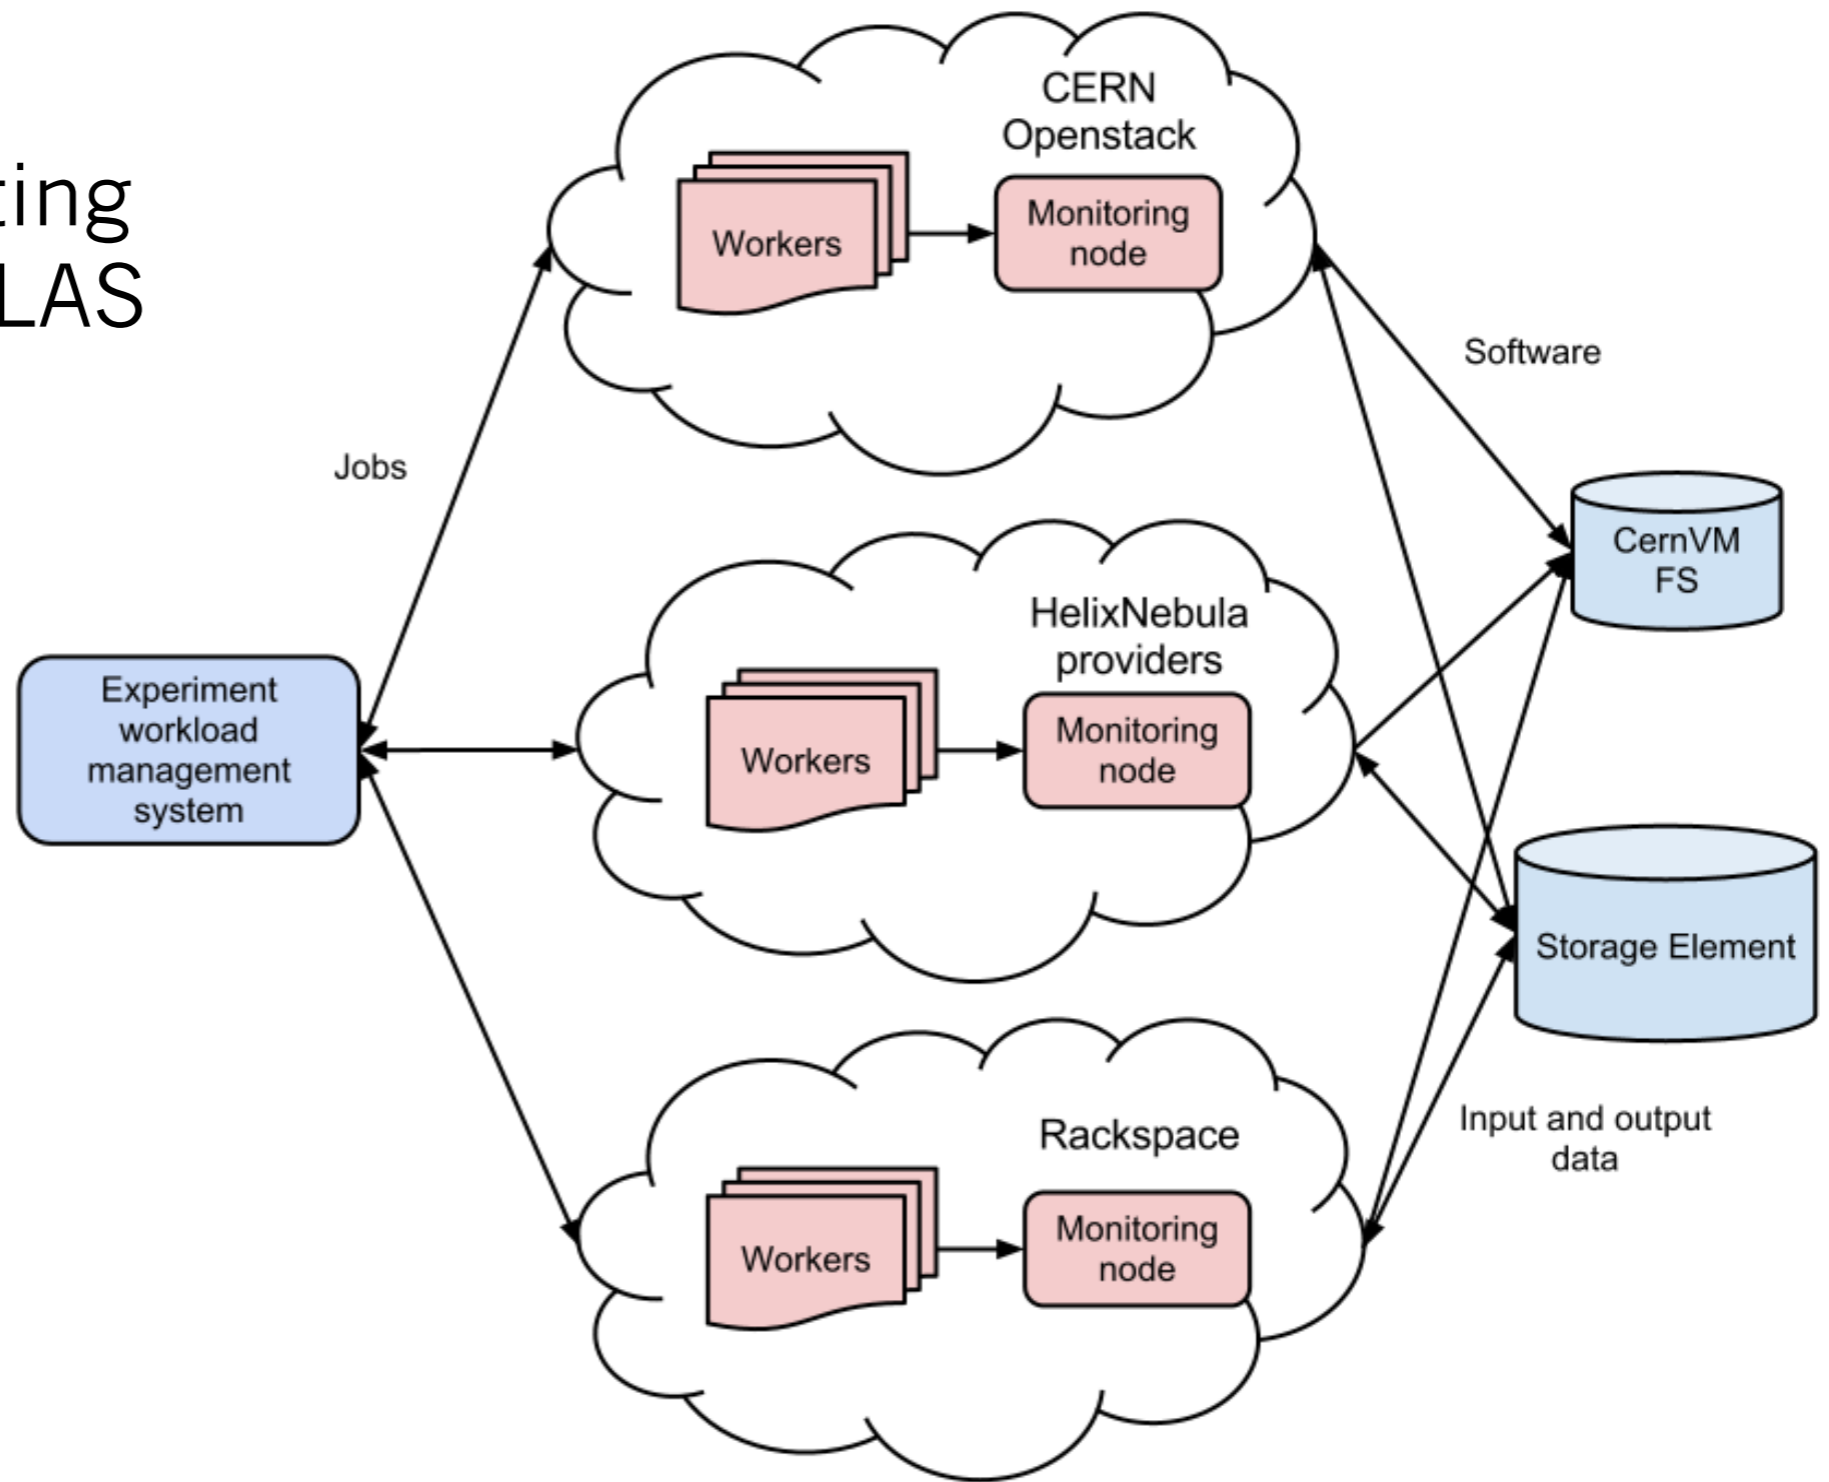 ting
LAS
CERN
Openstack
Workers
Monitoring
node
Software
Jobs
CernVM
FS
HelixNebula
providers
Workers
Monitoring
node
Experiment
workload
management
system
Storage Element
Input and output
data
Rackspace
Workers
Monitoring
node